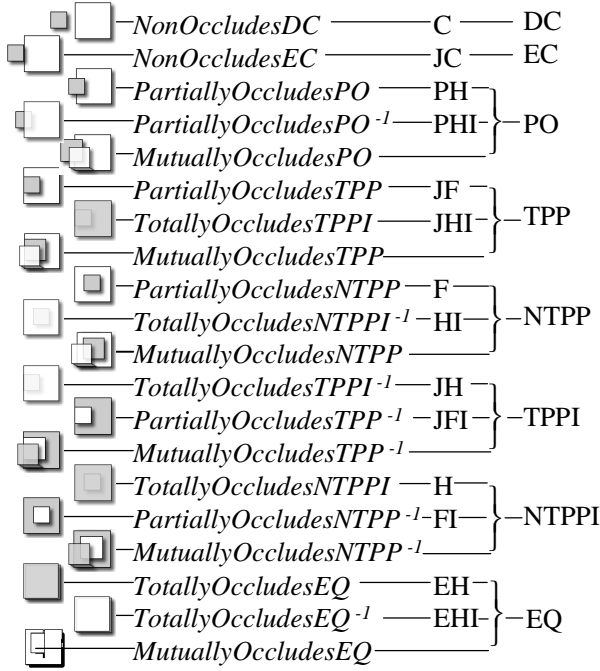 NonOccludesDC C DC
NonOccludesEC JC EC
PartiallyOccludesPO PH
PartiallyOccludesPO -1 PHI PO
MutuallyOccludesPO
PartiallyOccludesTPP JF
TotallyOccludesTPPI JHI TPP
MutuallyOccludesTPP
PartiallyOccludesNTPP F
TotallyOccludesNTPPI -1 HI NTPP
MutuallyOccludesNTPP
TotallyOccludesTPPI -1 JH
PartiallyOccludesTPP -1 JFI TPPI
MutuallyOccludesTPP -1
TotallyOccludesNTPPI H
PartiallyOccludesNTPP -1 FI NTPPI
MutuallyOccludesNTPP -1
TotallyOccludesEQ EH
TotallyOccludesEQ -1 EHI EQ
MutuallyOccludesEQ